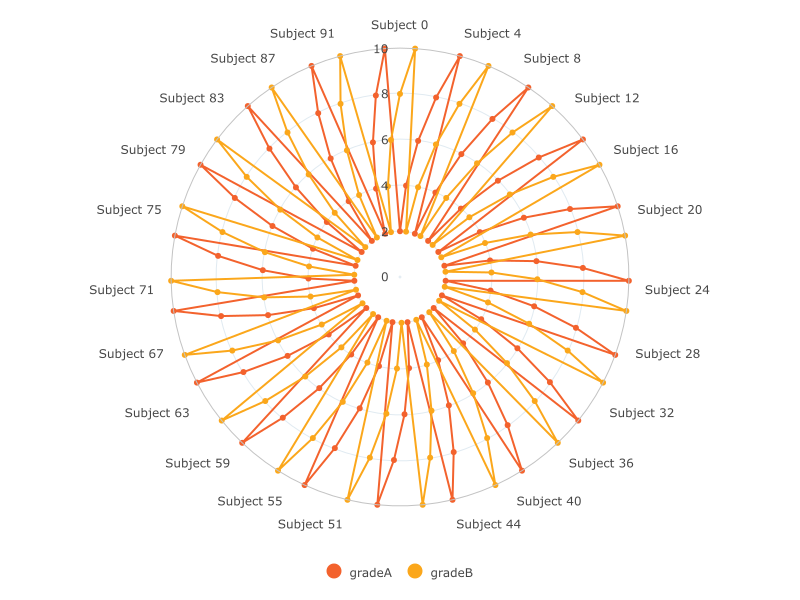 Subject 0
Subject 4
Subject 8
Subject 12
Subject 16
Subject 20
Subject 24
Subject 28
Subject 32
Subject 36
Subject 40
Subject 44
Subject 51
Subject 55
Subject 59
Subject 63
Subject 67
Subject 71
Subject 75
Subject 79
Subject 83
Subject 87
Subject 91
10
8
6
4
2
0
gradeA
gradeB